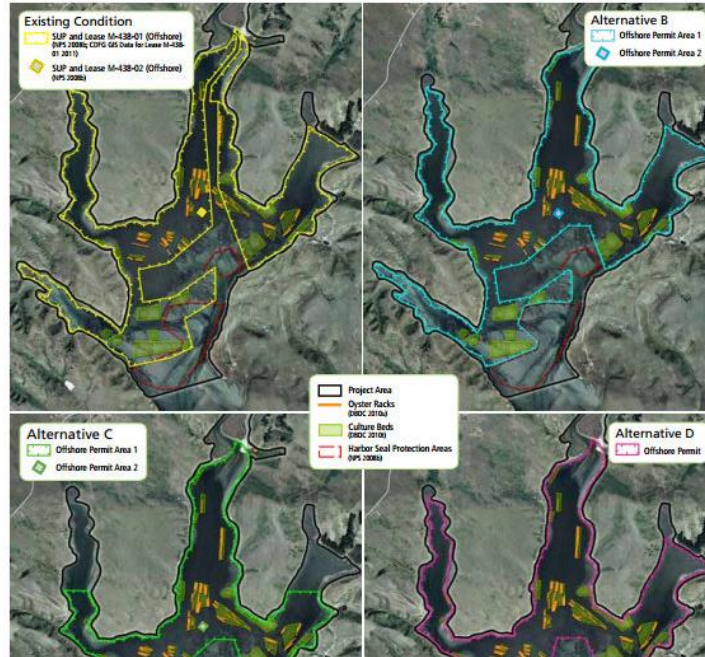 Existing Condition
SUP and Lease M-438-01 (Offshore)
(NPS 2008b; CDFG GIS Data for Lease M-438-
01 2011)
SUP and Lease M-438-02 (Offshore)
(NPS 2008b)
Alternative B
Offshore Permit Area 1
Offshore Permit Area 2
Project Area
Oyster Racks
(DBOC 2010a)
Culture Beds
(DBOC 2010b)
Harbor Seal Protection Areas
(NPS 2008b)
Alternative C
Offshore Permit Area 1
Offshore Permit Area 2
Alternative D
Offshore Permit